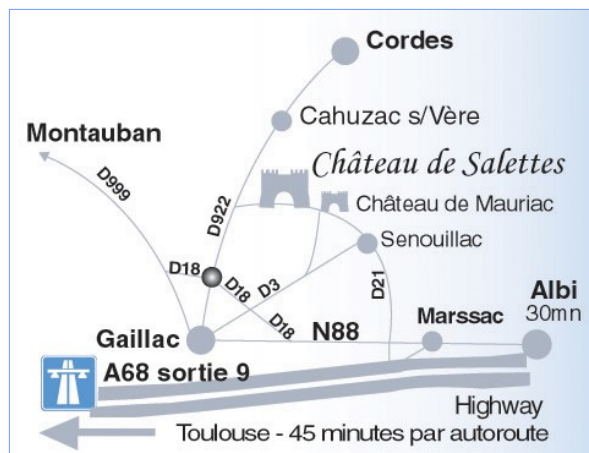 Cordes
Cahuzac s/Vère
Montauban
Château de Salettes
D999
D922
Château de Mauriac
Senouillac
D18
D18
D3
D21
D18
Albi
30mn
Marssac
Gaillac
N88
A68 sortie 9
Highway
Toulouse - 45 minutes par autoroute